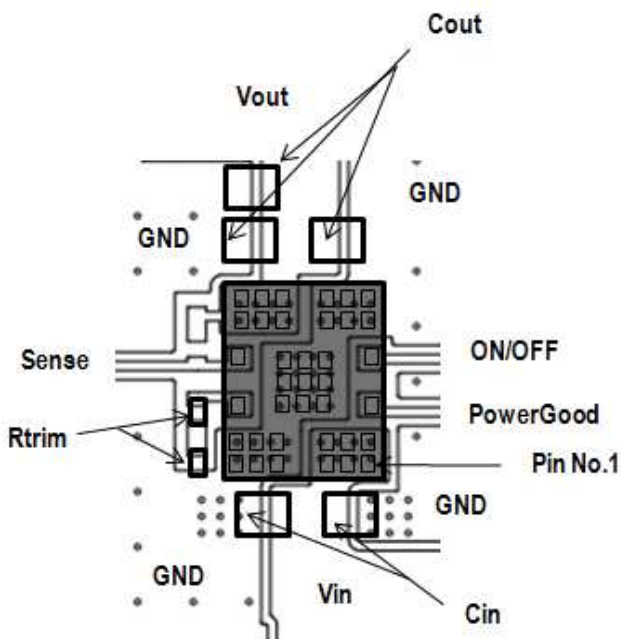 Cout
Vout
GND
GND
Sense
ON/OFF
PowerGood
Rtrim
Pin No.1
GND
GND
Vin
Cin